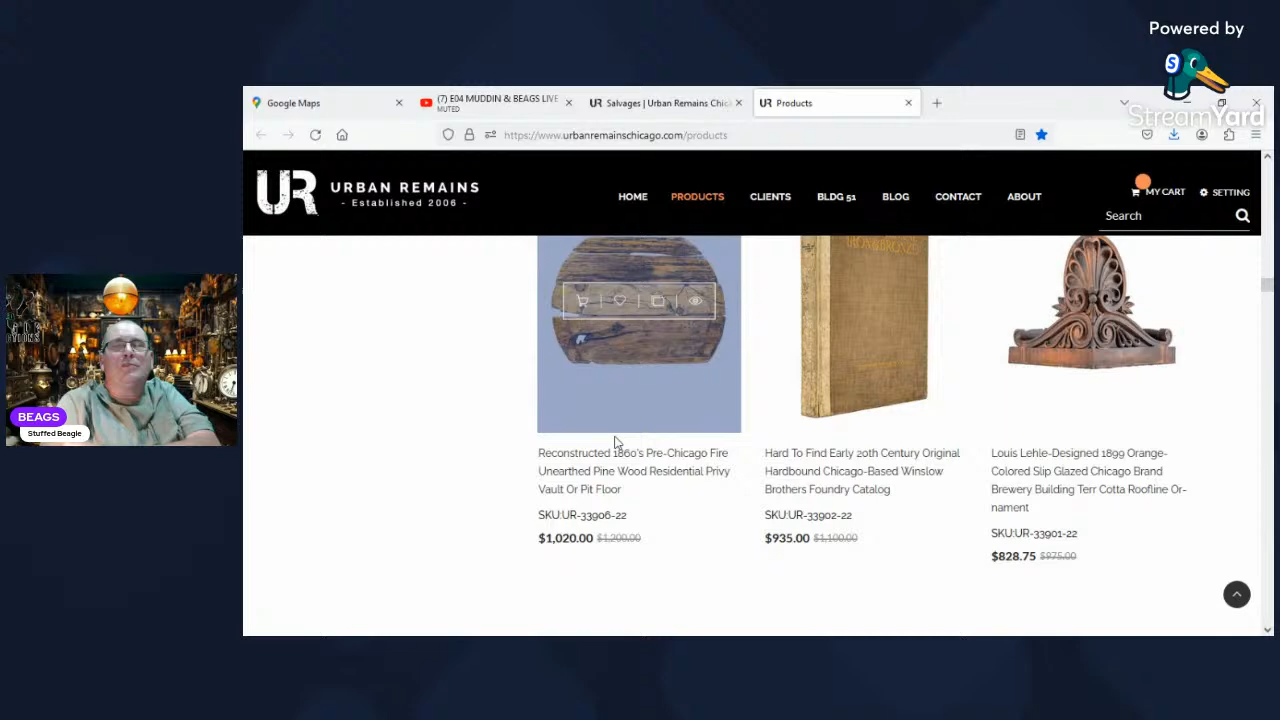 Powered by
S
StreamYard
Google Maps
(7) E04 MUDDIN & BEAGS LIVE
MUTED
UR Salvages | Urban Remains Chic
UR Products
https://www.urbanremainschicago.com/products
UR
URBAN REMAINS
- Established 2006 -
HOME PRODUCTS CLIENTS BLDG 51 BLOG CONTACT ABOUT
MY CART SETTING
Search
Reconstructed 1860's Pre-Chicago Fire
Unearthed Pine Wood Residential Privy
Vault Or Pit Floor
SKU:UR-33906-22
$1,020.00 $1,200.00
Hard To Find Early 20th Century Original
Hardbound Chicago-Based Winslow
Brothers Foundry Catalog
SKU:UR-33902-22
$935.00 $1,100.00
Louis Lehle-Designed 1899 Orange-
Colored Slip Glazed Chicago Brand
Brewery Building Terr Cotta Roofline Or-
nament
SKU:UR-33901-22
$828.75 $975.00
BEAGS
Stuffed Beagle